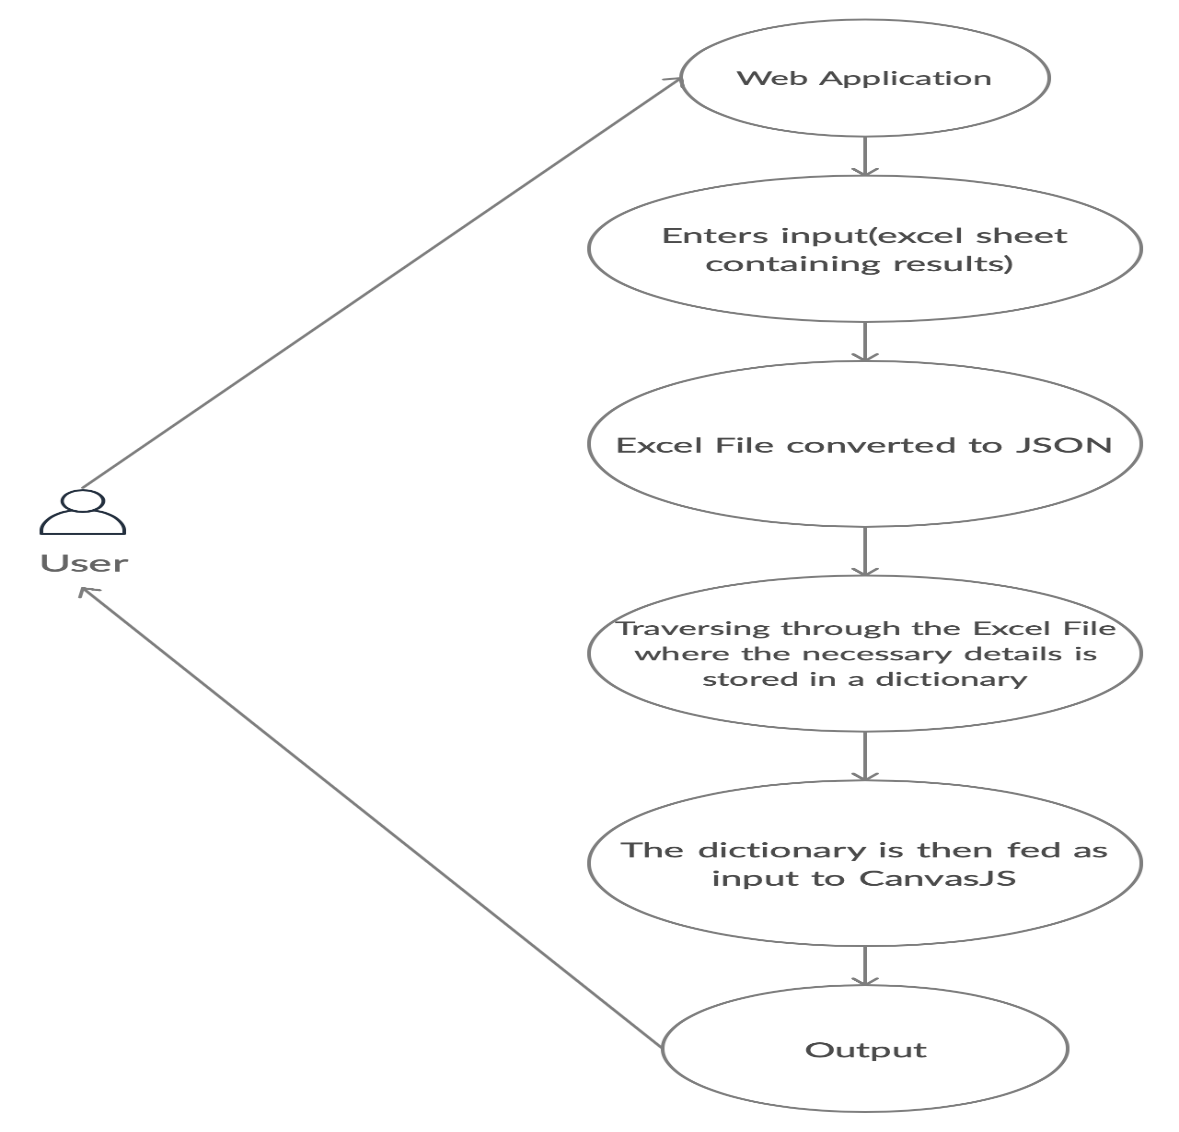 Web Application
Enters input(excel sheet
containing results)
Excel File converted to JSON
User
Traversing through the Excel File
where the necessary details is
stored in a dictionary
The dictionary is then fed as
input to CanvasJS
Output